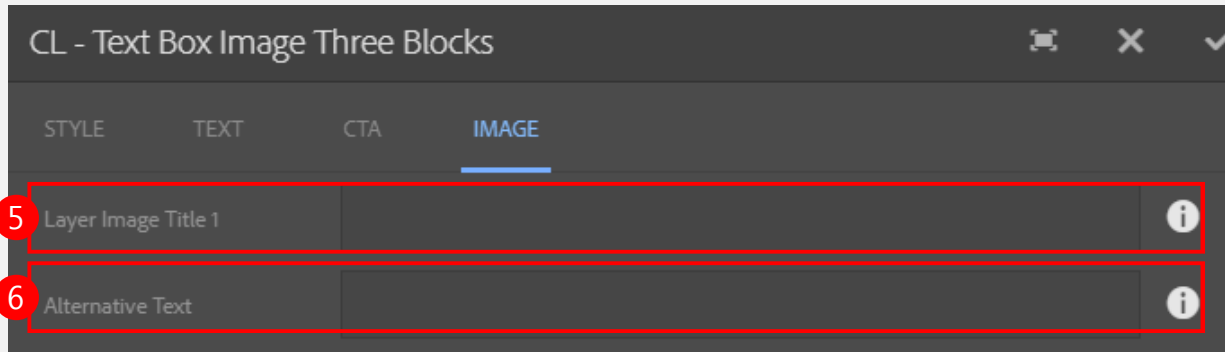 CL - Text Box Image Three Blocks
STYLE TEXT CTA IMAGE
5 Layer Image Title 1
6 Alternative Text